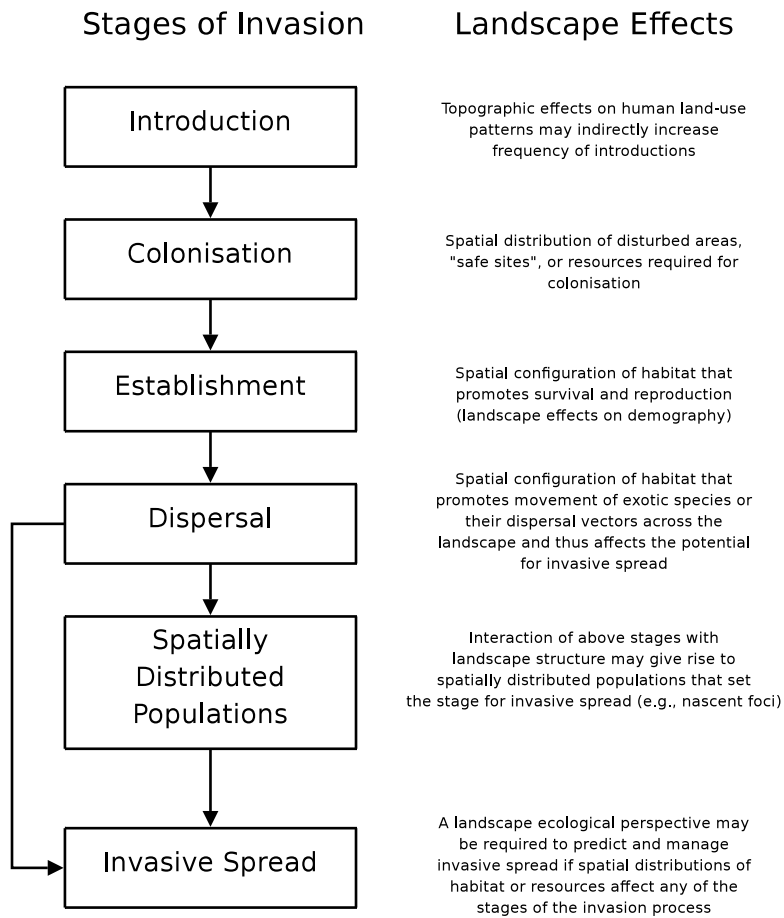 Stages of Invasion
Landscape Effects
Introduction
Topographic effects on human land-use
patterns may indirectly increase
frequency of introductions
Colonisation
Spatial distribution of disturbed areas,
"safe sites", or resources required for
colonisation
Establishment
Spatial configuration of habitat that
promotes survival and reproduction
(landscape effects on demography)
Dispersal
Spatial configuration of habitat that
promotes movement of exotic species or
their dispersal vectors across the
landscape and thus affects the potential
for invasive spread
Spatially
Distributed
Populations
Interaction of above stages with
landscape structure may give rise to
spatially distributed populations that set
the stage for invasive spread (e.g., nascent foci)
Invasive Spread
A landscape ecological perspective may
be required to predict and manage
invasive spread if spatial distributions of
habitat or resources affect any of the
stages of the invasion process